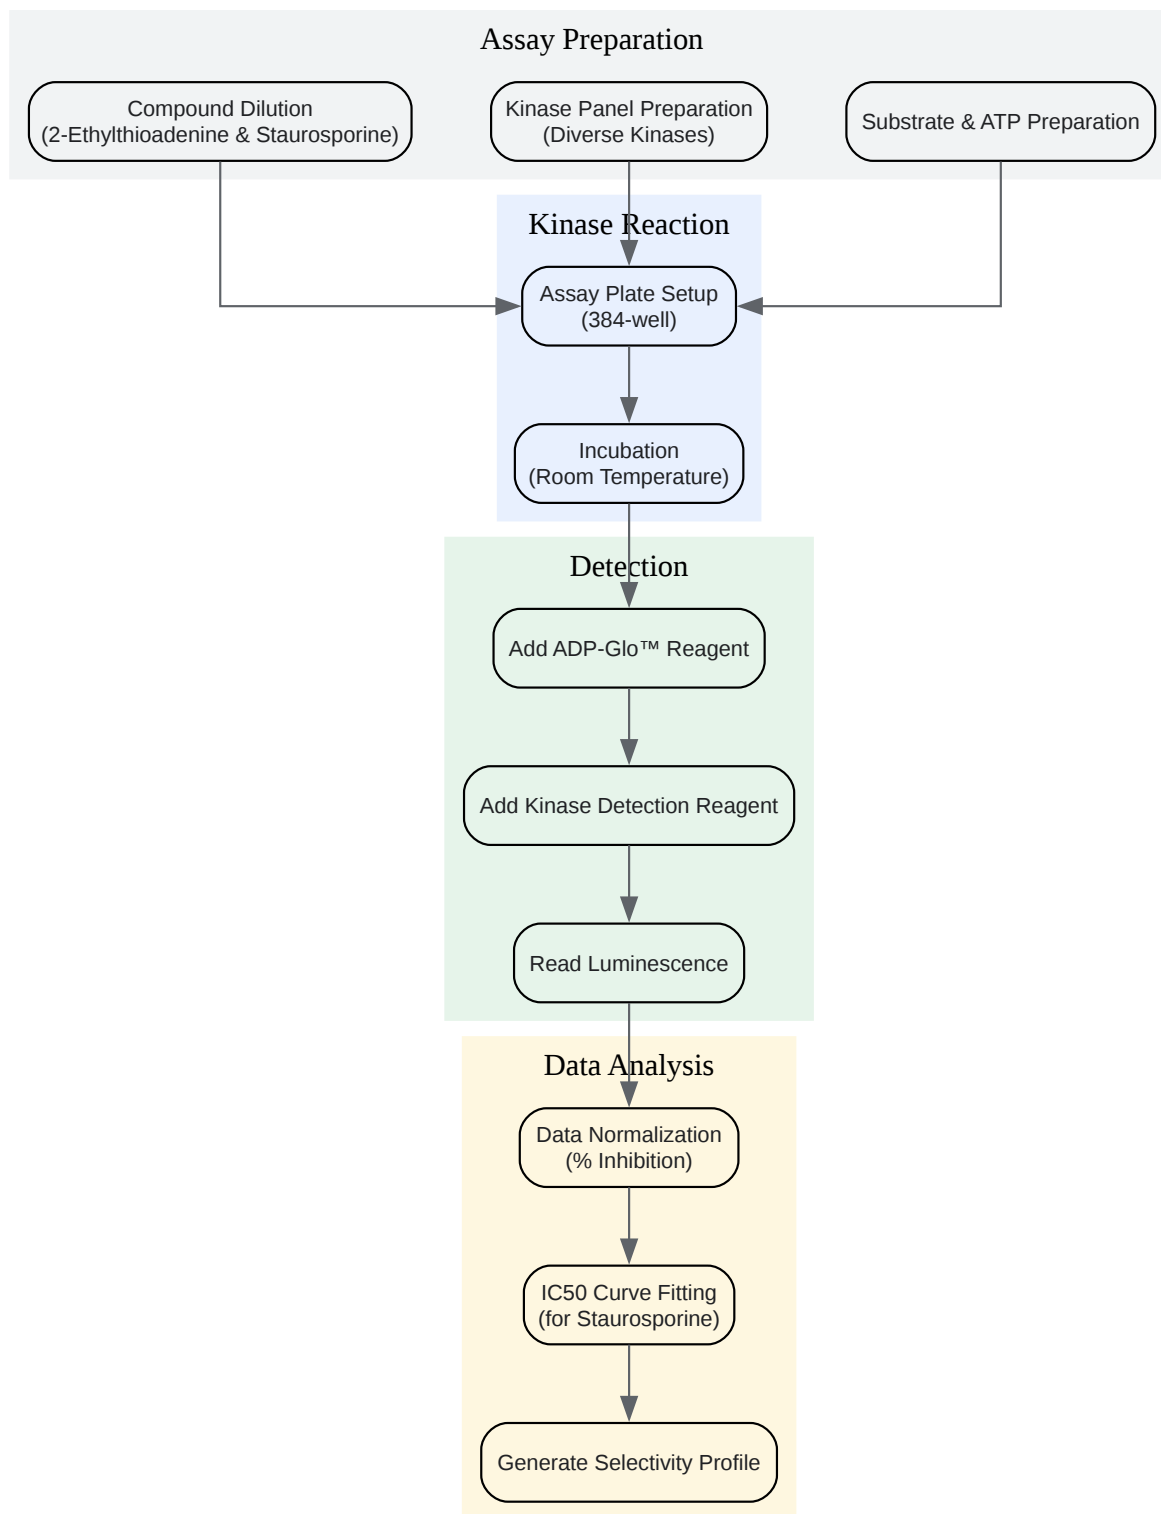 Assay Preparation
Compound Dilution
(2-Ethylthioadenine & Staurosporine)
Kinase Panel Preparation
(Diverse Kinases)
Substrate & ATP Preparation
Kinase Reaction
Assay Plate Setup
(384-well)
Incubation
(Room Temperature)
Detection
Add ADP-Glo™ Reagent
Add Kinase Detection Reagent
Read Luminescence
Data Analysis
Data Normalization
(% Inhibition)
IC50 Curve Fitting
(for Staurosporine)
Generate Selectivity Profile